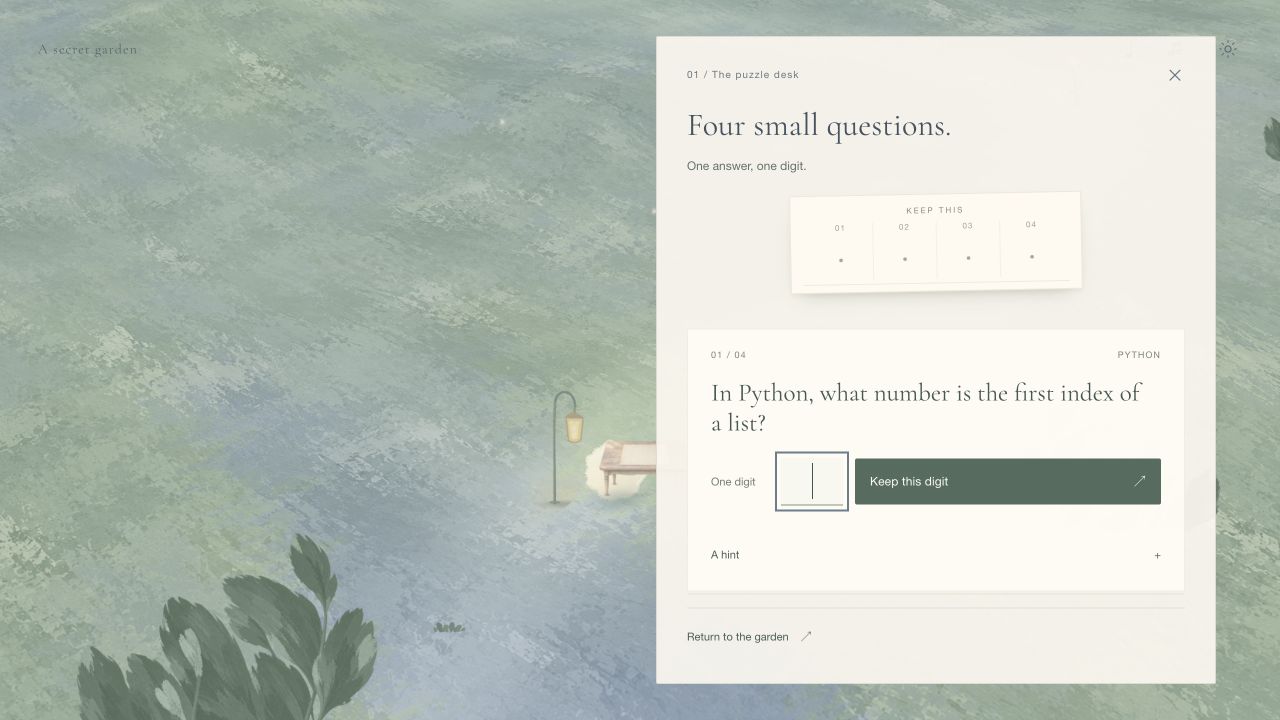 A secret garden
01 / The puzzle desk
Four small questions.
One answer, one digit.
KEEP THIS
01 02 03 04
01 / 04 PYTHON
In Python, what number is the first index of
a list?
One digit
Keep this digit
A hint +
Return to the garden